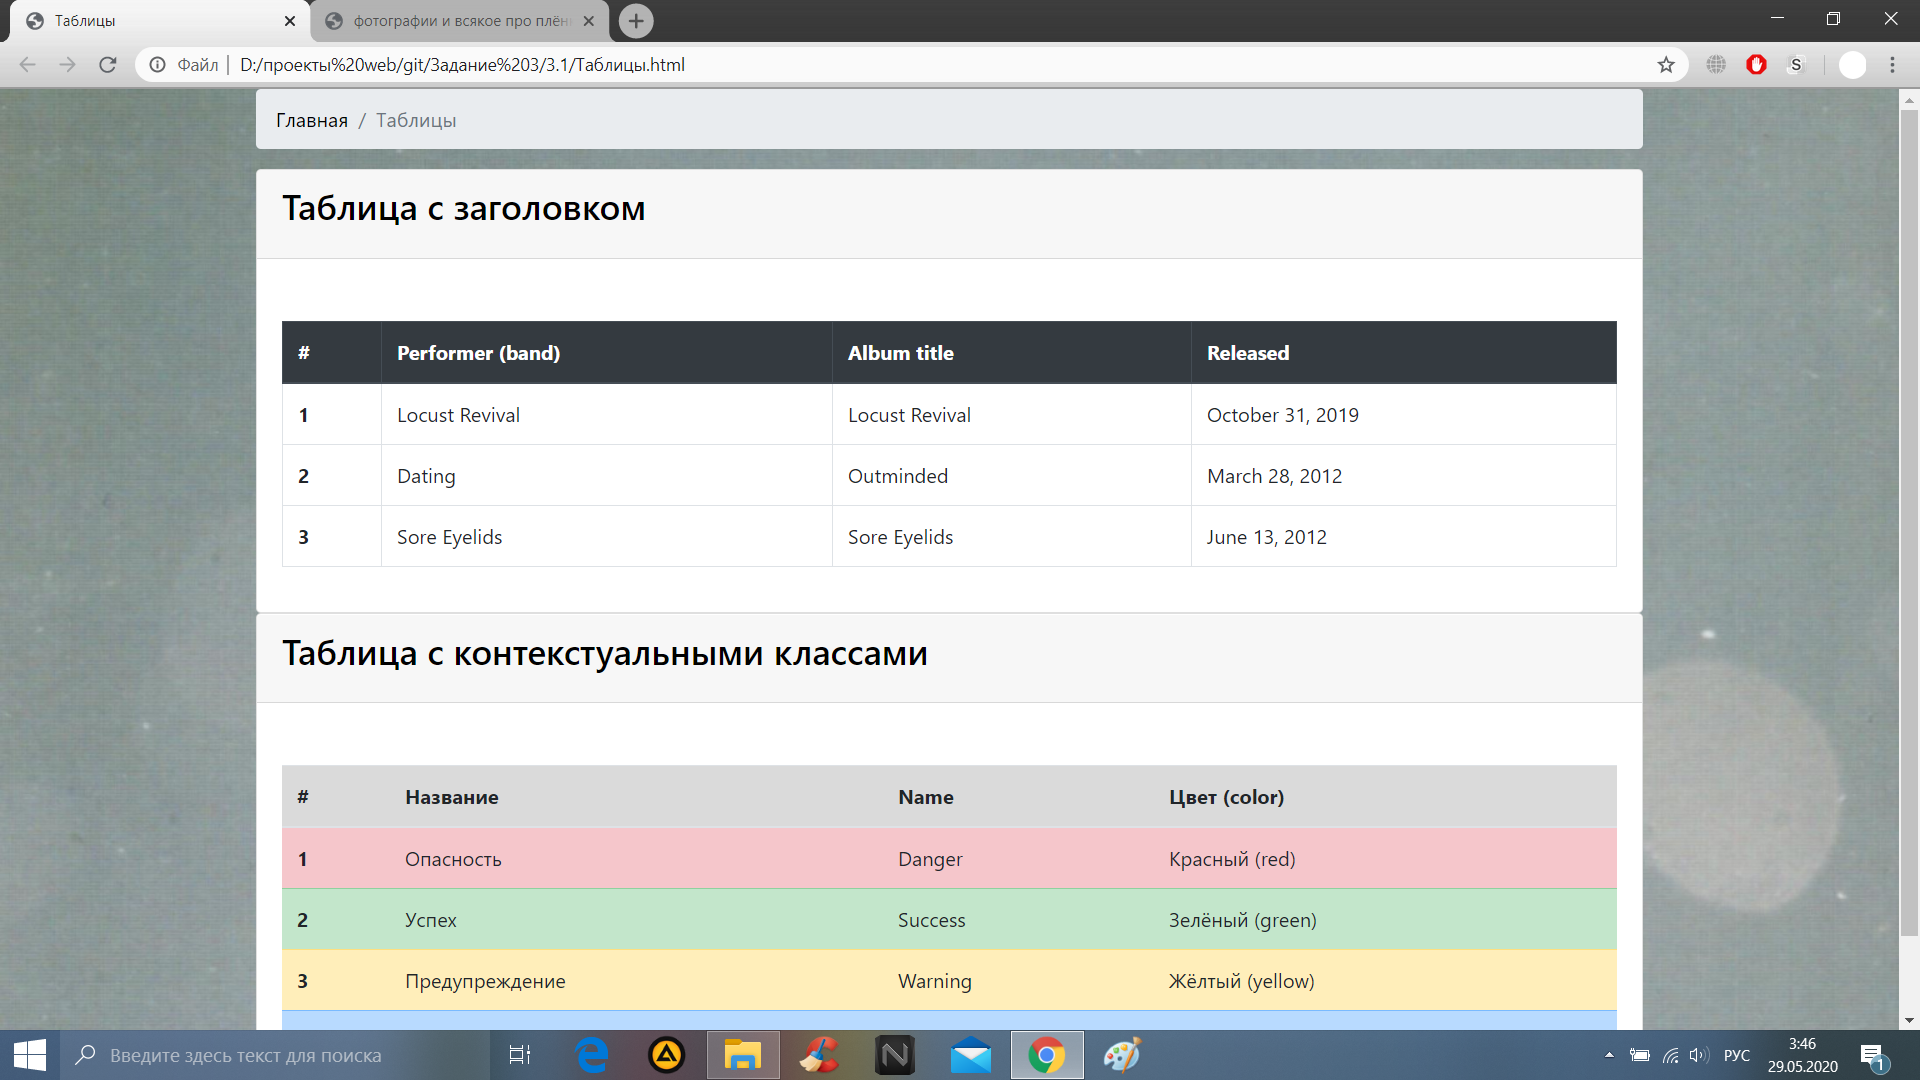 Таблицы
фотографии и всякое про плён
Файл | D:/проекты%20web/git/Задание%203/3.1/Таблицы.html
S
Главная / Таблицы
Таблица с заголовком
# Performer (band) Album title Released
1 Locust Revival Locust Revival October 31, 2019
2 Dating Outminded March 28, 2012
3 Sore Eyelids Sore Eyelids June 13, 2012
Таблица с контекстуальными классами
# Название Name Цвет (color)
1 Опасность Danger Красный (red)
2 Успех Success Зелёный (green)
3 Предупреждение Warning Жёлтый (yellow)
Введите здесь текст для поиска
РУС
3:46
29.05.2020
1